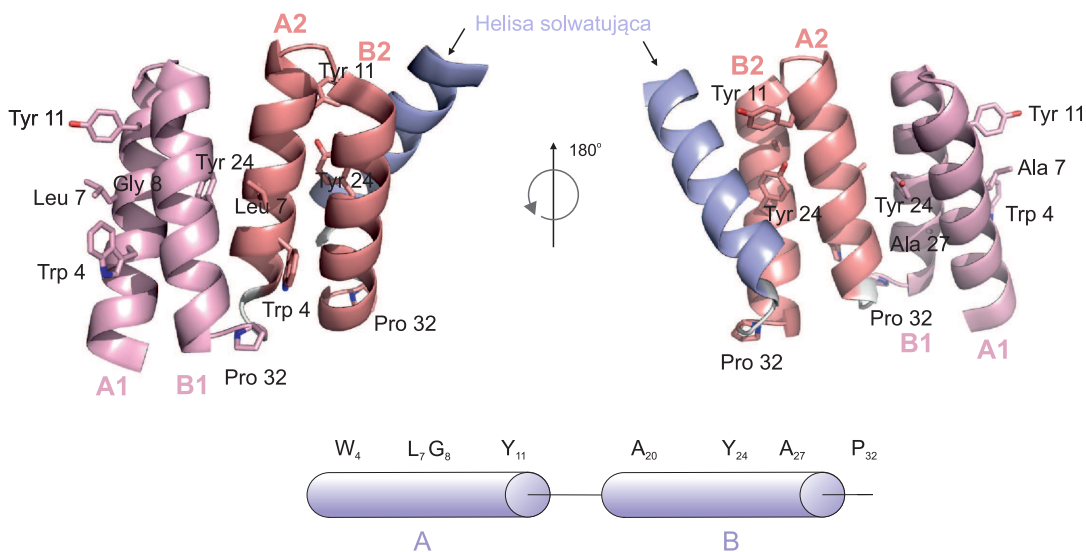 Helisa solwatująca
A2
B2
Tyr 11
Tyr 11
Tyr 24
Gly 8
Leu 7
Leu 7
Tyr 24
Trp 4
Trp 4
Pro 32
Pro 32
A1
B1
180°
A2
B2
Tyr 11
Tyr 11
Ala 7
Tyr 24
Trp 4
Tyr 24
Ala 27
Pro 32
Pro 32
B1
A1
W4 L7 G8 Y11 A20 Y24 A27 P32
A B